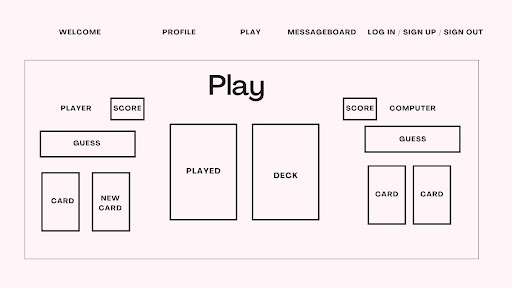 WELCOME PROFILE PLAY MESSAGEBOARD LOG IN / SIGN UP / SIGN OUT
Play
PLAYER SCORE SCORE COMPUTER
GUESS GUESS
PLAYED DECK
CARD NEW CARD CARD CARD